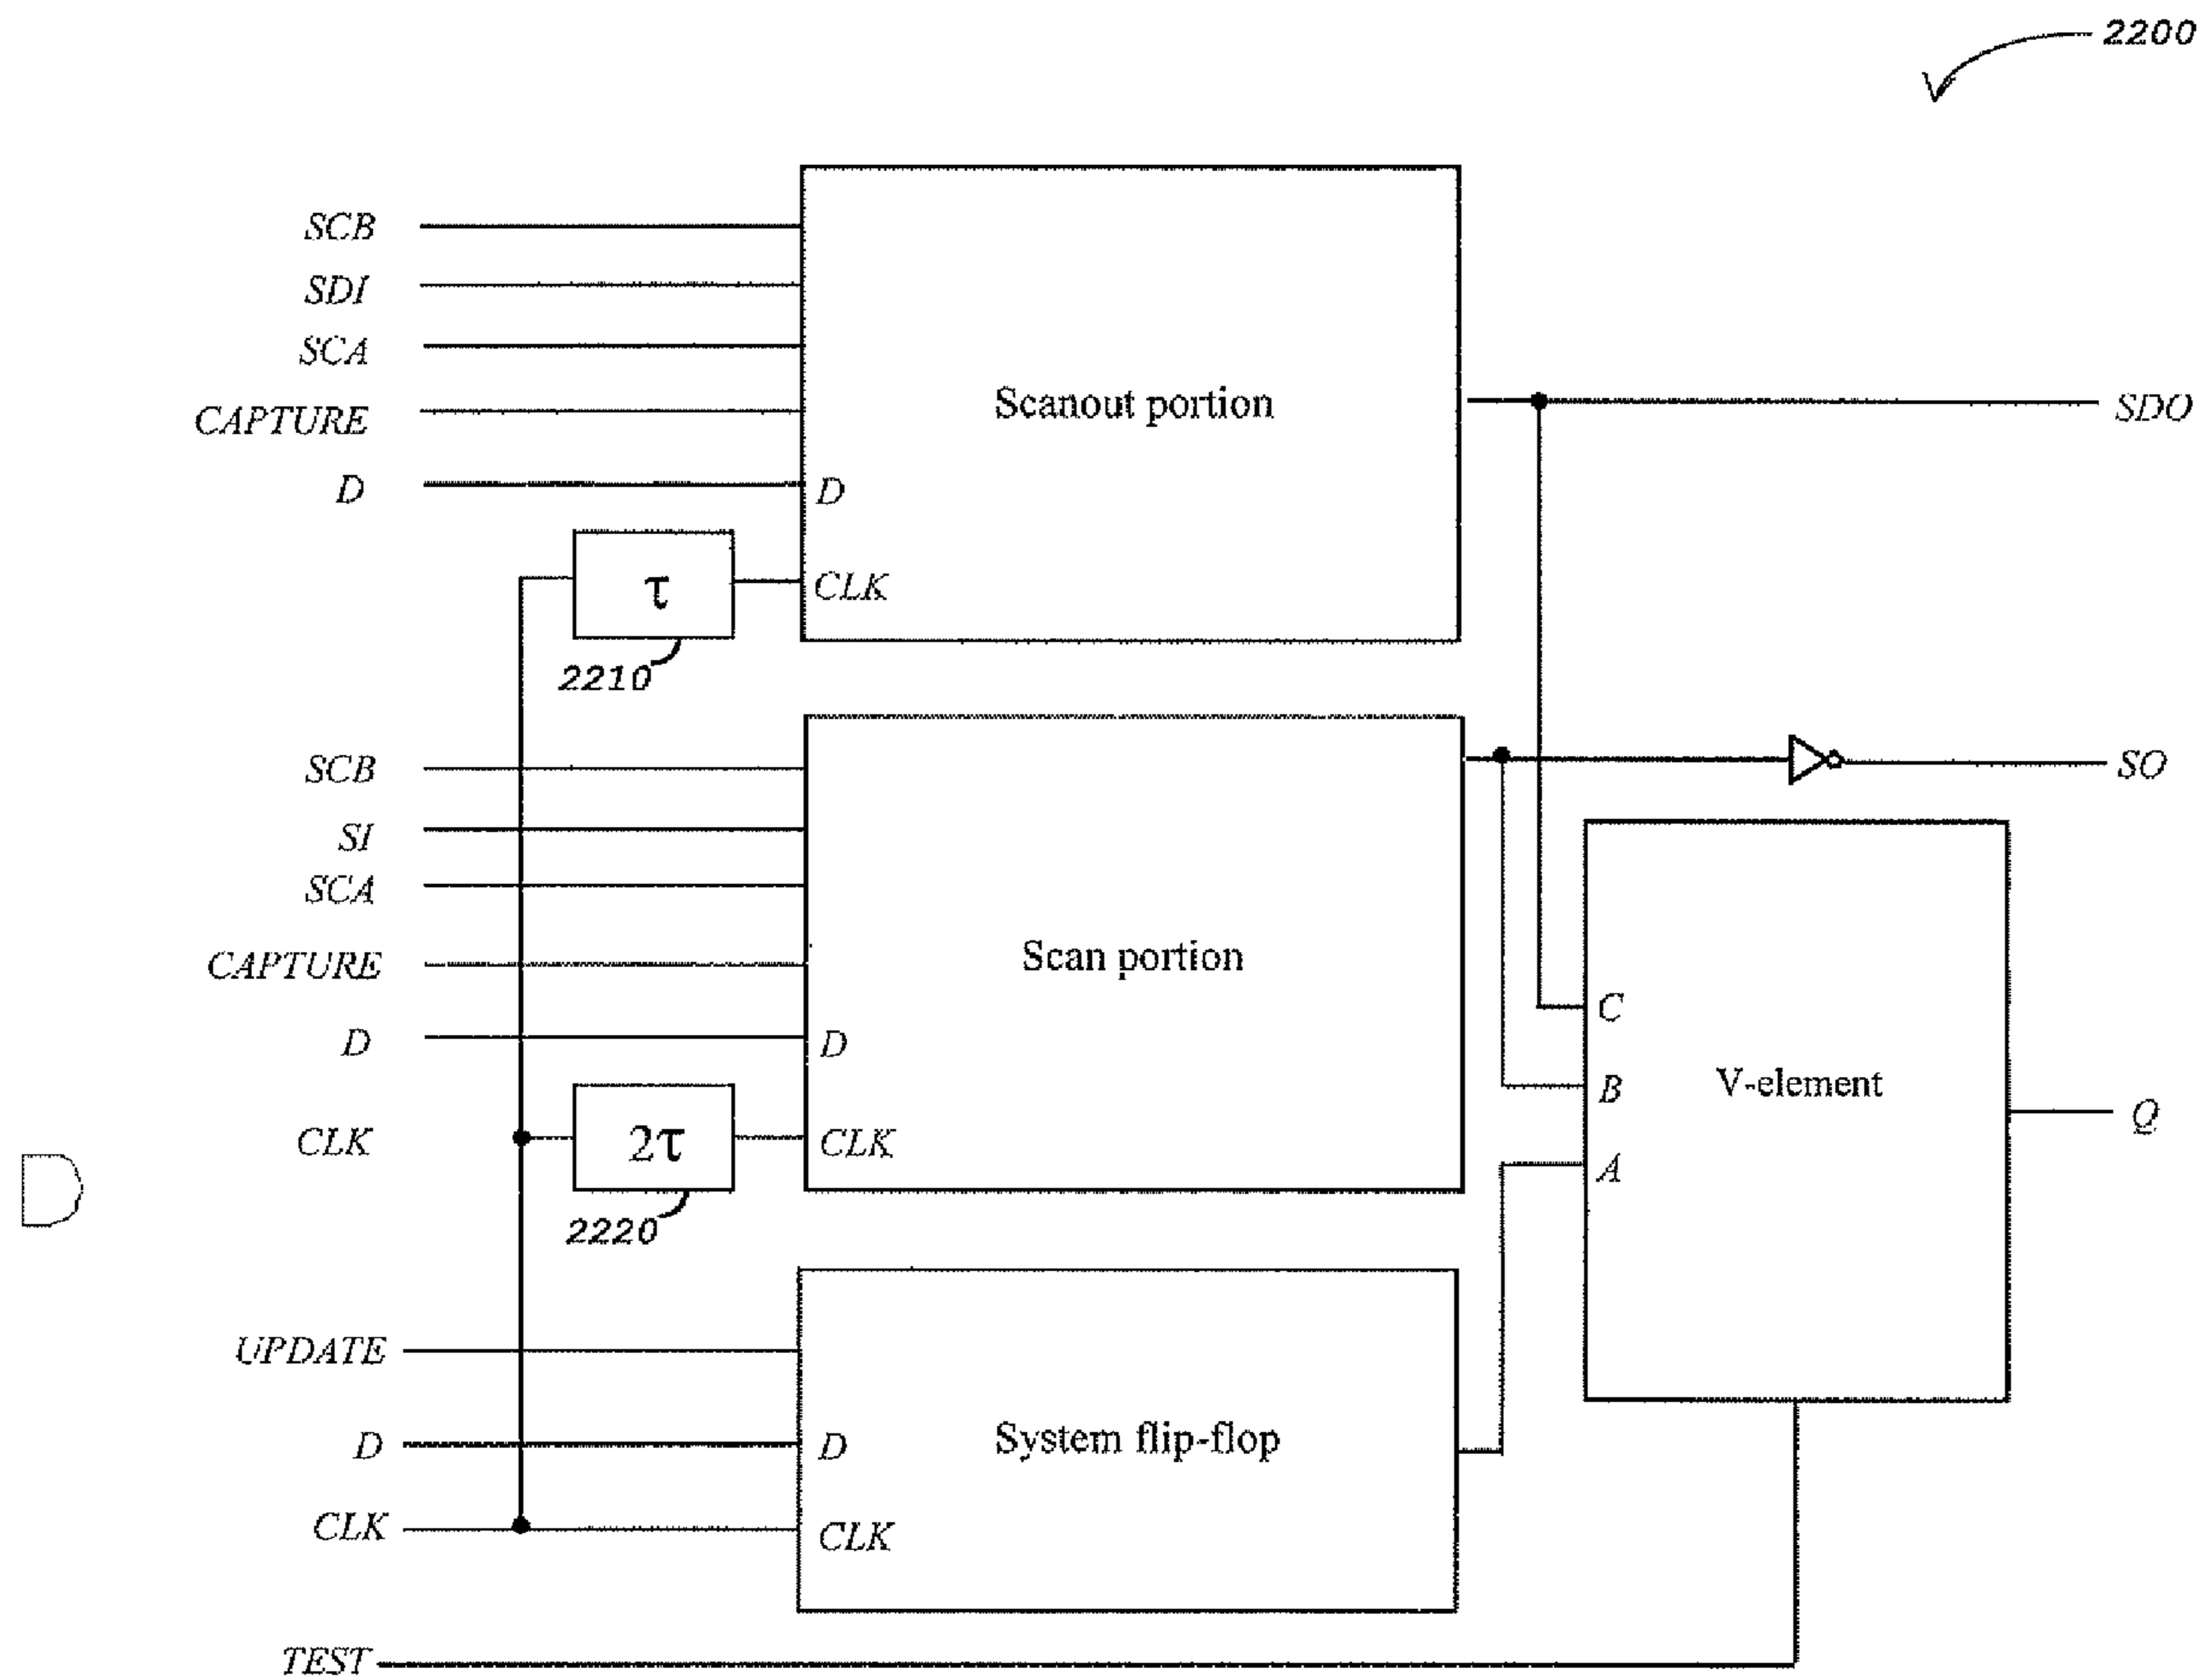 2200
SCB
SDI
SCA
CAPTURE
Scanout portion
SDO
D
D
τ
CLK
2210
SCB
SO
SI
SCA
CAPTURE
Scan portion
C
D
D
V-element
B
Q
CLK
2τ
CLK
A
2220
UPDATE
D
D
System flip-flop
CLK
CLK
TEST